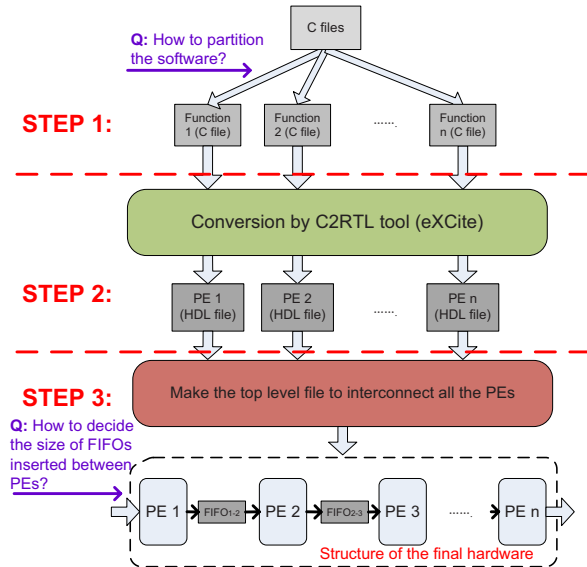 C files
Q: How to partition
the software?
STEP 1:
Function
1 (C file)
Function
2 (C file)
.......
Function
n (C file)
Conversion by C2RTL tool (eXCite)
STEP 2:
PE 1
(HDL file)
PE 2
(HDL file)
.......
PE n
(HDL file)
STEP 3:
Make the top level file to interconnect all the PEs
Q: How to decide
the size of FIFOs
inserted between
PEs?
PE 1
FIFO1-2
PE 2
FIFO2-3
PE 3
.......
PE n
Structure of the final hardware